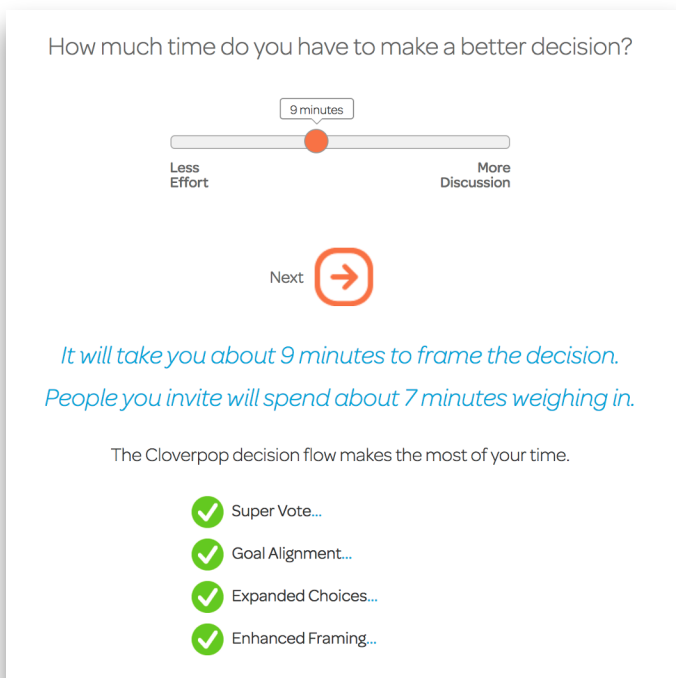 How much time do you have to make a better decision?
9 minutes
Less
Effort
More
Discussion
Next
It will take you about 9 minutes to frame the decision.
People you invite will spend about 7 minutes weighing in.
The Cloverpop decision flow makes the most of your time.
Super Vote...
Goal Alignment...
Expanded Choices...
Enhanced Framing...